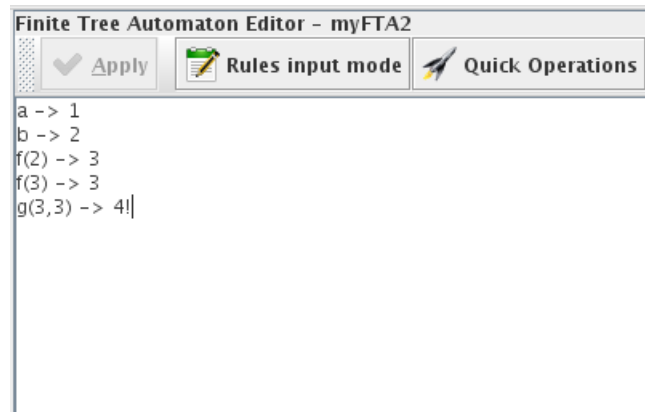 Finite Tree Automaton Editor – myFTA2
Apply Rules input mode Quick Operations
a -> 1
b -> 2
f(2) -> 3
f(3) -> 3
g(3,3) -> 4!